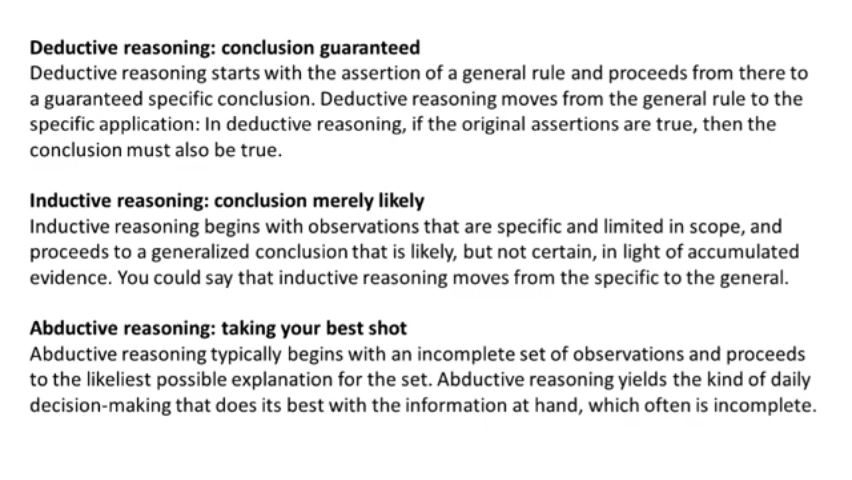 Deductive reasoning: conclusion guaranteed
Deductive reasoning starts with the assertion of a general rule and proceeds from there to
a guaranteed specific conclusion. Deductive reasoning moves from the general rule to the
specific application: In deductive reasoning, if the original assertions are true, then the
conclusion must also be true.
Inductive reasoning: conclusion merely likely
Inductive reasoning begins with observations that are specific and limited in scope, and
proceeds to a generalized conclusion that is likely, but not certain, in light of accumulated
evidence. You could say that inductive reasoning moves from the specific to the general.
Abductive reasoning: taking your best shot
Abductive reasoning typically begins with an incomplete set of observations and proceeds
to the likeliest possible explanation for the set. Abductive reasoning yields the kind of daily
decision-making that does its best with the information at hand, which often is incomplete.